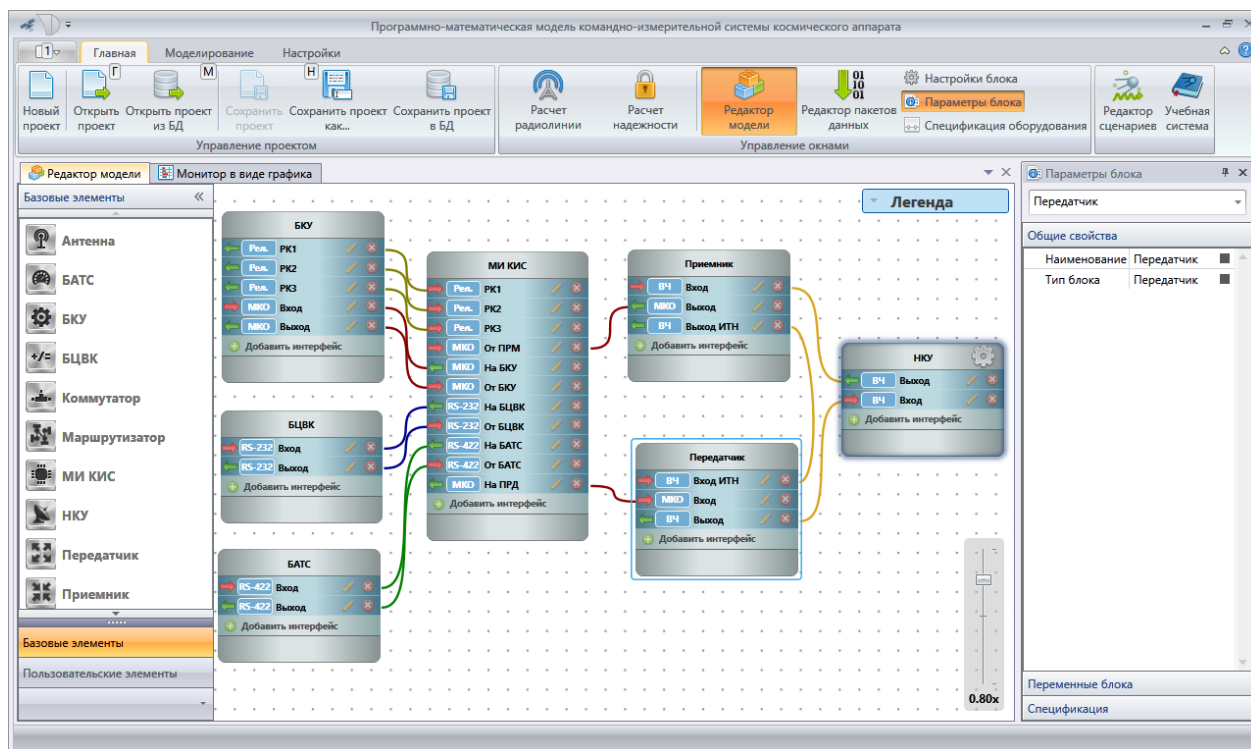 Программно-математическая модель командно-измерительной системы космического аппарата
1
Главная Моделирование Настройки
Г М Н
Новый проект
Открыть проект
Открыть проект из БД
Сохранить проект
Сохранить проект как...
Сохранить проект в БД
Управление проектом
Расчет радиолинии
Расчет надежности
Редактор модели
Редактор пакетов данных
01
10
01
Настройки блока
Параметры блока
Спецификация оборудования
Управление окнами
Редактор сценариев
Учебная система
Редактор модели
Монитор в виде графика
Базовые элементы
Антенна
БАТС
БКУ
+/= БЦВК
Коммутатор
Маршрутизатор
МИ КИС
НКУ
Передатчик
Приемник
Базовые элементы
Пользовательские элементы
БКУ
Рел. РК1
Рел. РК2
Рел. РК3
МКО Вход
МКО Выход
Добавить интерфейс
БЦВК
RS-232 Вход
RS-232 Выход
Добавить интерфейс
БАТС
RS-422 Вход
RS-422 Выход
Добавить интерфейс
МИ КИС
Рел. РК1
Рел. РК2
Рел. РК3
МКО От ПРМ
МКО На БКУ
МКО От БКУ
RS-232 На БЦВК
RS-232 От БЦВК
RS-422 На БАТС
RS-422 От БАТС
МКО На ПРД
Добавить интерфейс
Приемник
ВЧ Вход
МКО Выход
ВЧ Выход ИТН
Добавить интерфейс
Передатчик
ВЧ Вход ИТН
МКО Вход
ВЧ Выход
Добавить интерфейс
Легенда
НКУ
ВЧ Выход
ВЧ Вход
Добавить интерфейс
0.80x
Параметры блока
Передатчик
Общие свойства
Наименование Передатчик
Тип блока Передатчик
Переменные блока
Спецификация